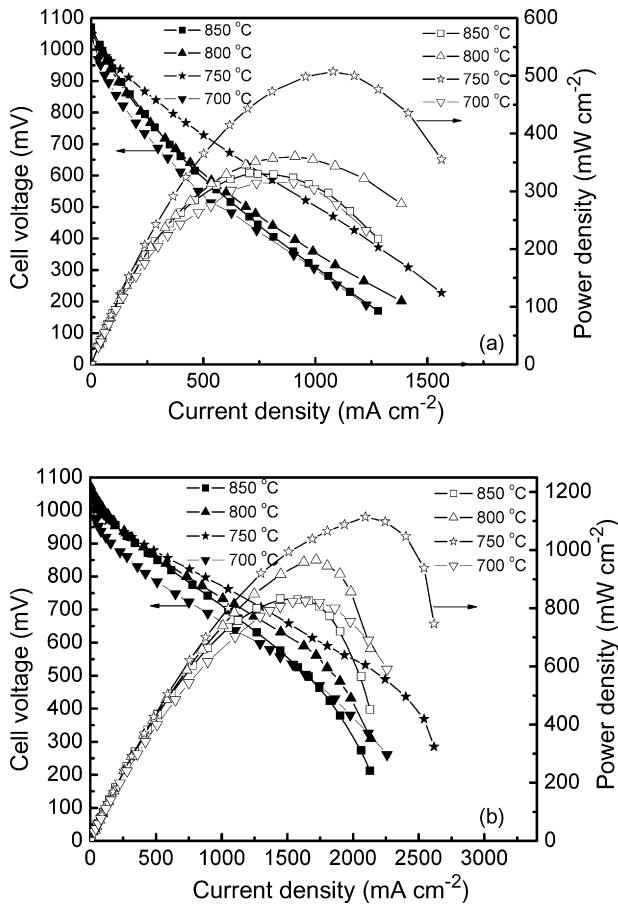 1100
1000
900
800
700
600
500
400
300
200
100
0
Cell voltage (mV)
850 °C
800 °C
750 °C
700 °C
850 °C
800 °C
750 °C
700 °C
600
500
400
300
200
100
0
Power density (mW cm-2)
(a)
0 500 1000 1500
Current density (mA cm-2)
1100
1000
900
800
700
600
500
400
300
200
100
0
Cell voltage (mV)
850 °C
800 °C
750 °C
700 °C
850 °C
800 °C
750 °C
700 °C
1200
1000
800
600
400
200
0
Power density (mW cm-2)
(b)
0 500 1000 1500 2000 2500 3000
Current density (mA cm-2)